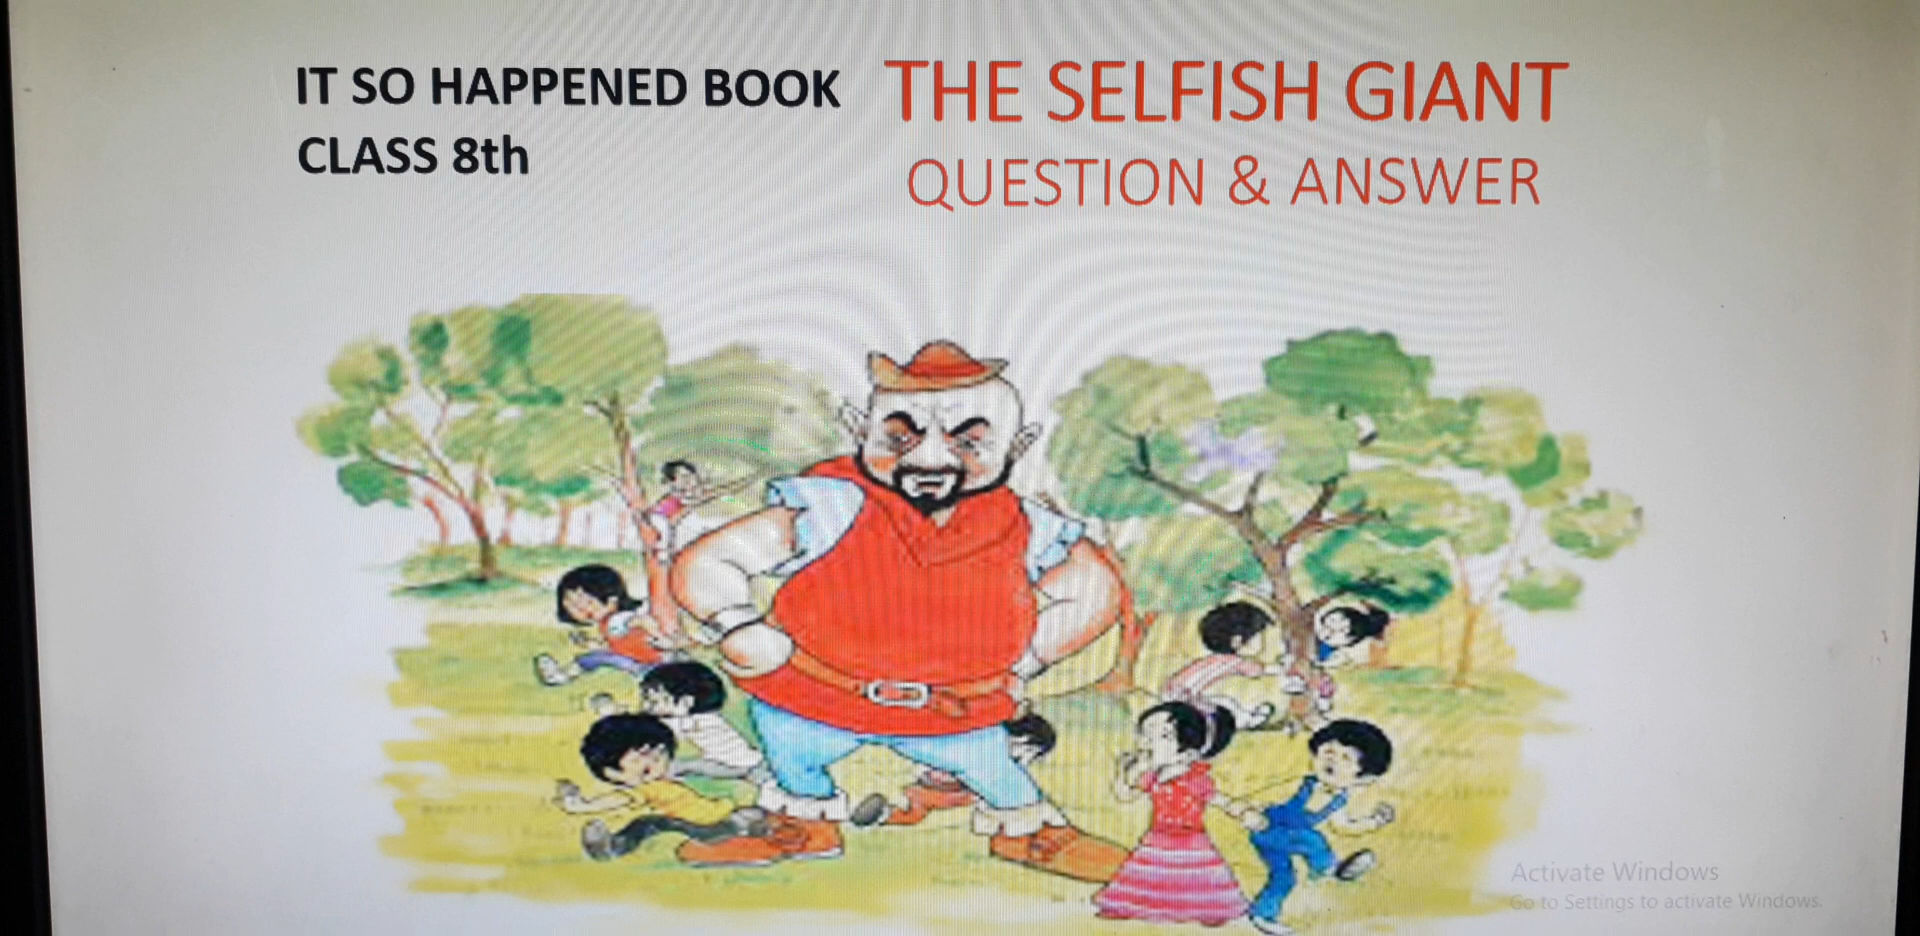 IT SO HAPPENED BOOK
CLASS 8th
THE SELFISH GIANT
QUESTION & ANSWER
Activate Windows
Go to Settings to activate Windows.